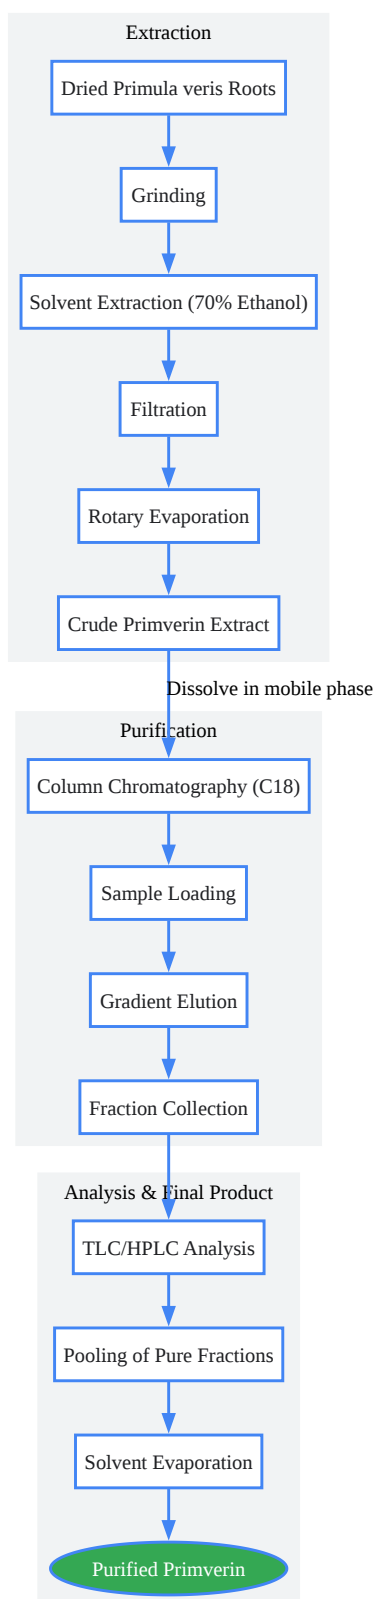 Extraction
Dried Primula veris Roots
Grinding
Solvent Extraction (70% Ethanol)
Filtration
Rotary Evaporation
Crude Primverin Extract
Dissolve in mobile phase
Purification
Column Chromatography (C18)
Sample Loading
Gradient Elution
Fraction Collection
Analysis & Final Product
TLC/HPLC Analysis
Pooling of Pure Fractions
Solvent Evaporation
Purified Primverin